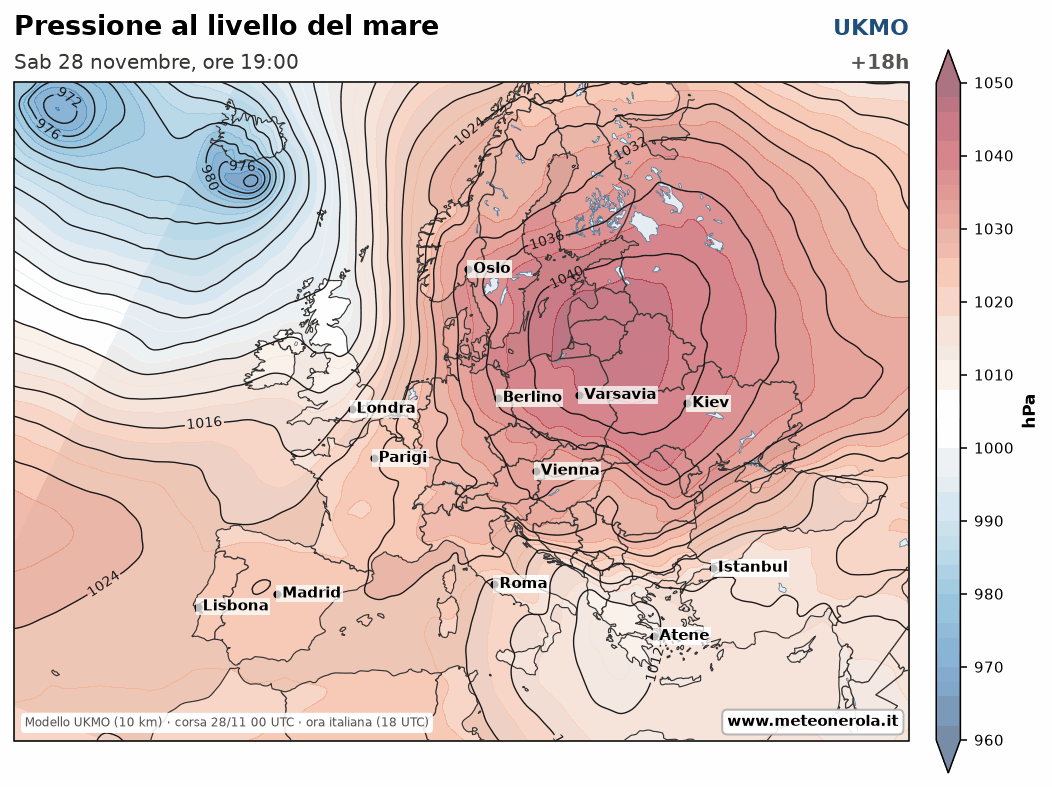 Pressione al livello del mare
UKMO
Sab 28 novembre, ore 19:00
+18h
972
976
976
980
1024
1032
1036
1040
1016
1024
1012
Oslo
Berlino
Varsavia
Kiev
Londra
Parigi
Vienna
Istanbul
Roma
Madrid
Lisbona
Atene
Modello UKMO (10 km) · corsa 28/11 00 UTC · ora italiana (18 UTC)
www.meteonerola.it
1050
1040
1030
1020
1010
1000
990
980
970
960
hPa